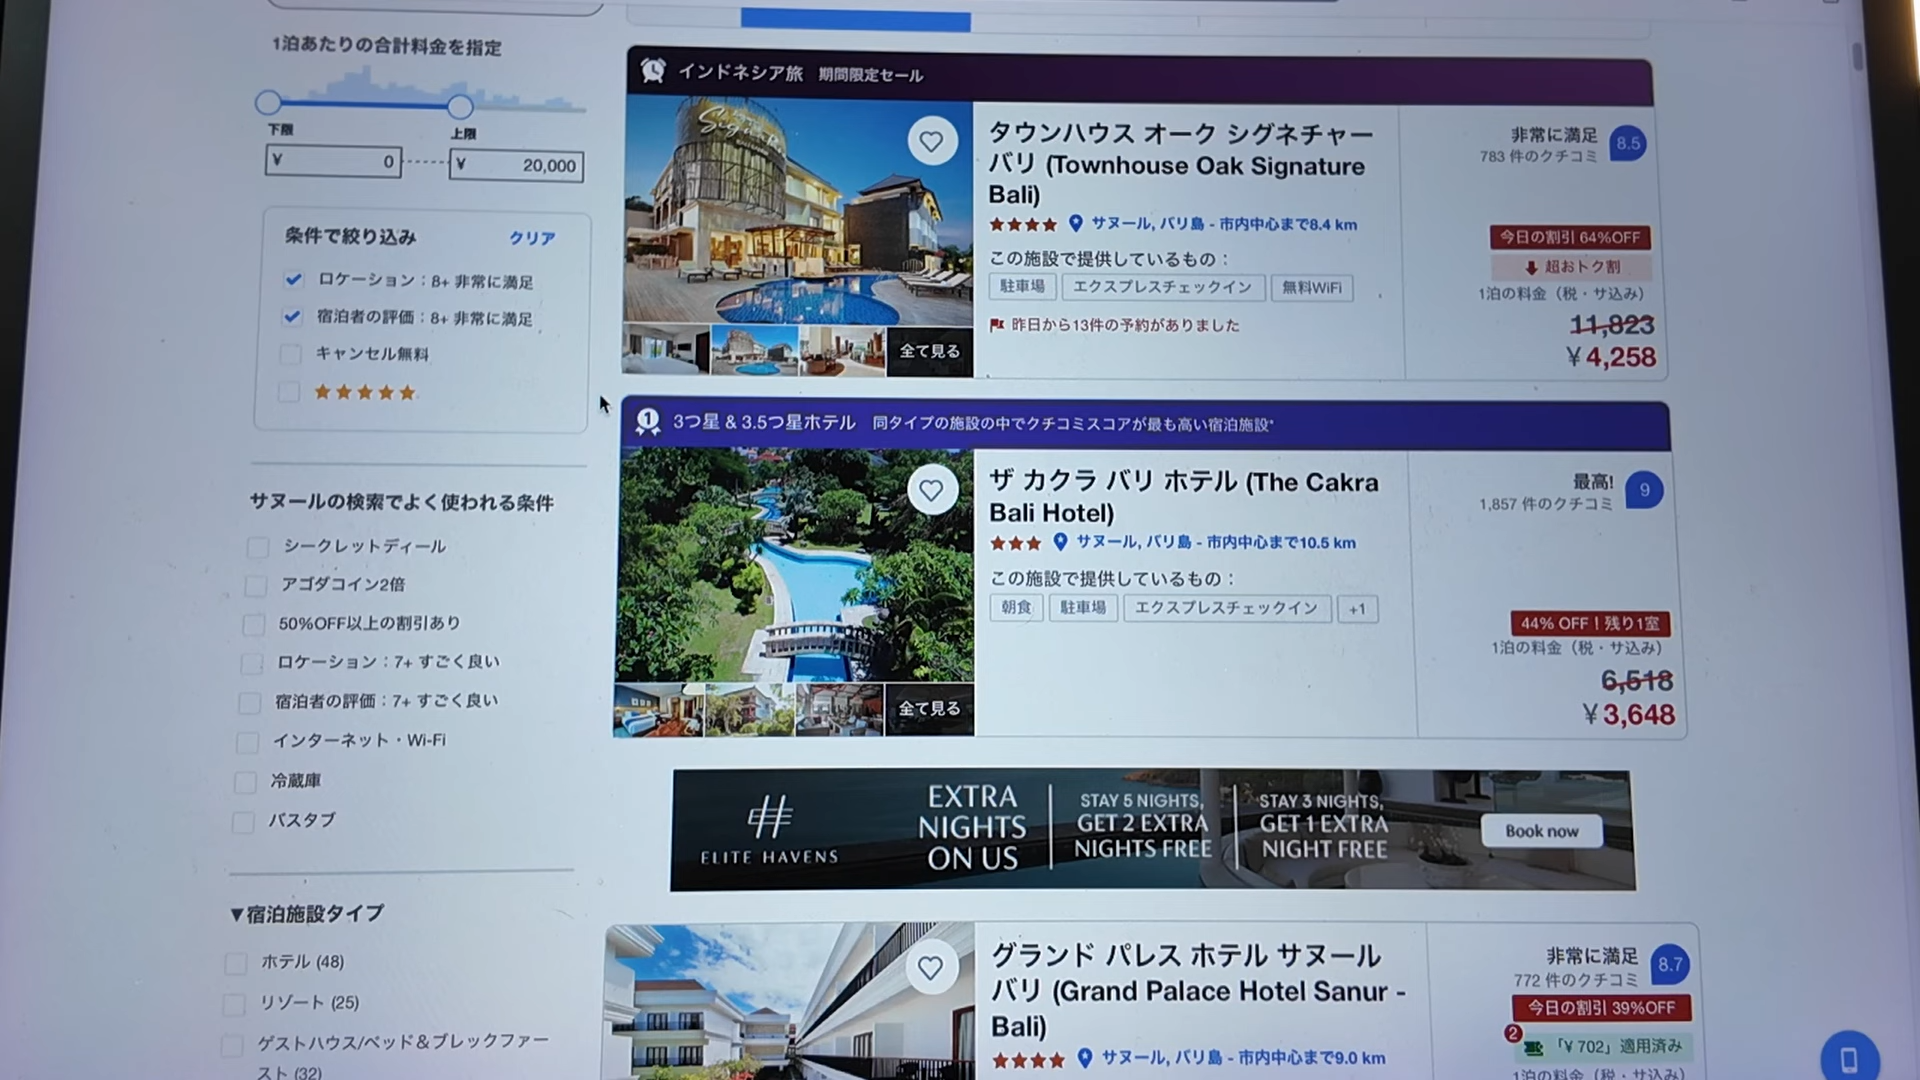 1泊あたりの合計料金を指定
下限
上限
¥ 0
¥ 20,000
条件で絞り込み
クリア
ロケーション：8+ 非常に満足
宿泊者の評価：8+ 非常に満足
キャンセル無料
サヌールの検索でよく使われる条件
シークレットディール
アゴダコイン2倍
50%OFF以上の割引あり
ロケーション：7+ すごく良い
宿泊者の評価：7+ すごく良い
インターネット・Wi-Fi
冷蔵庫
バスタブ
▼宿泊施設タイプ
ホテル (48)
リゾート (25)
ゲストハウス/ベッド＆ブレックファー
スト (32)
インドネシア旅 期間限定セール
タウンハウス オーク シグネチャー
バリ (Townhouse Oak Signature
Bali)
サヌール, バリ島 - 市内中心まで8.4 km
この施設で提供しているもの：
駐車場
エクスプレスチェックイン
無料WiFi
昨日から13件の予約がありました
全て見る
非常に満足
783 件のクチコミ
8.5
今日の割引 64%OFF
超おトク割
1泊の料金（税・サ込み）
11,823
¥ 4,258
1
3つ星 & 3.5つ星ホテル 同タイプの施設の中でクチコミスコアが最も高い宿泊施設*
ザ カクラ バリ ホテル (The Cakra
Bali Hotel)
サヌール, バリ島 - 市内中心まで10.5 km
この施設で提供しているもの：
朝食
駐車場
エクスプレスチェックイン
+1
全て見る
最高!
1,857 件のクチコミ
9
44% OFF！残り1室
1泊の料金（税・サ込み）
6,518
¥ 3,648
ELITE HAVENS
EXTRA
NIGHTS
ON US
STAY 5 NIGHTS,
GET 2 EXTRA
NIGHTS FREE
STAY 3 NIGHTS,
GET 1 EXTRA
NIGHT FREE
Book now
グランド パレス ホテル サヌール
バリ (Grand Palace Hotel Sanur -
Bali)
サヌール, バリ島 - 市内中心まで9.0 km
非常に満足
772 件のクチコミ
8.7
今日の割引 39%OFF
2
「¥ 702」適用済み
1泊の料金（税・サ込み）